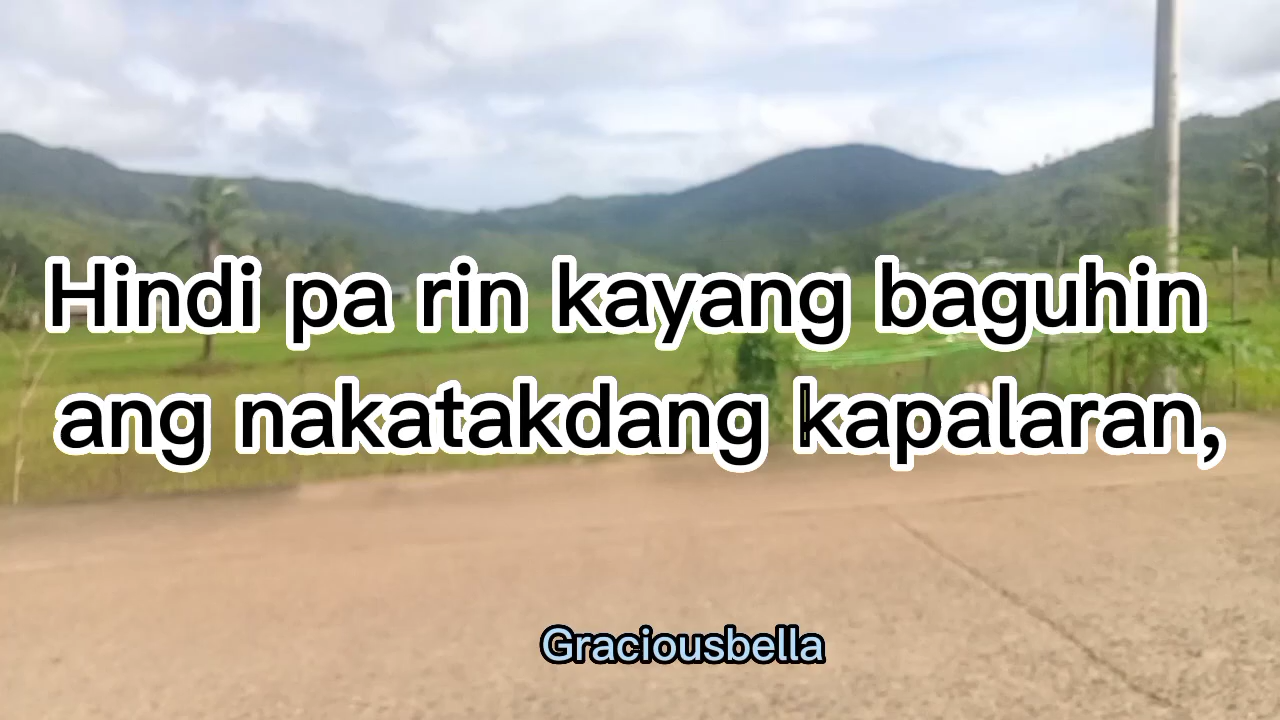 Hindi pa rin kayang baguhin
ang nakatakdang kapalaran,
Graciousbella